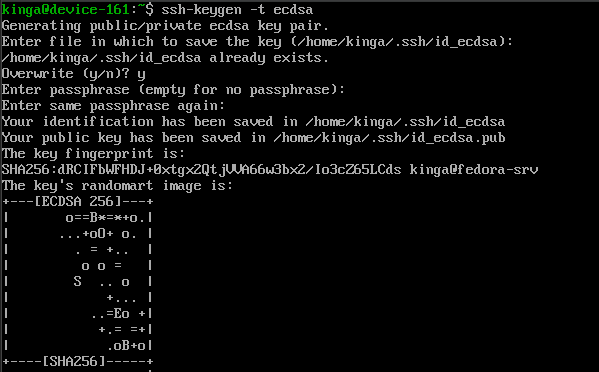 kinga@device-161:~$ ssh-keygen -t ecdsa
Generating public/private ecdsa key pair.
Enter file in which to save the key (/home/kinga/.ssh/id_ecdsa):
/home/kinga/.ssh/id_ecdsa already exists.
Overwrite (y/n)? y
Enter passphrase (empty for no passphrase):
Enter same passphrase again:
Your identification has been saved in /home/kinga/.ssh/id_ecdsa
Your public key has been saved in /home/kinga/.ssh/id_ecdsa.pub
The key fingerprint is:
SHA256:dRCIFbWFHDJ+0xtgx2QtjVVA66w3bx2/Io3cZ65LCds kinga@fedora-srv
The key's randomart image is:
+---[ECDSA 256]---+
|       o==B*=*+o.|
|      ...+oO+ o. |
|        . = +..  |
|         o o =   |
|        S  .. o  |
|            +... |
|          ..=Eo +|
|           +.= =+|
|            .oB+o|
+----[SHA256]-----+